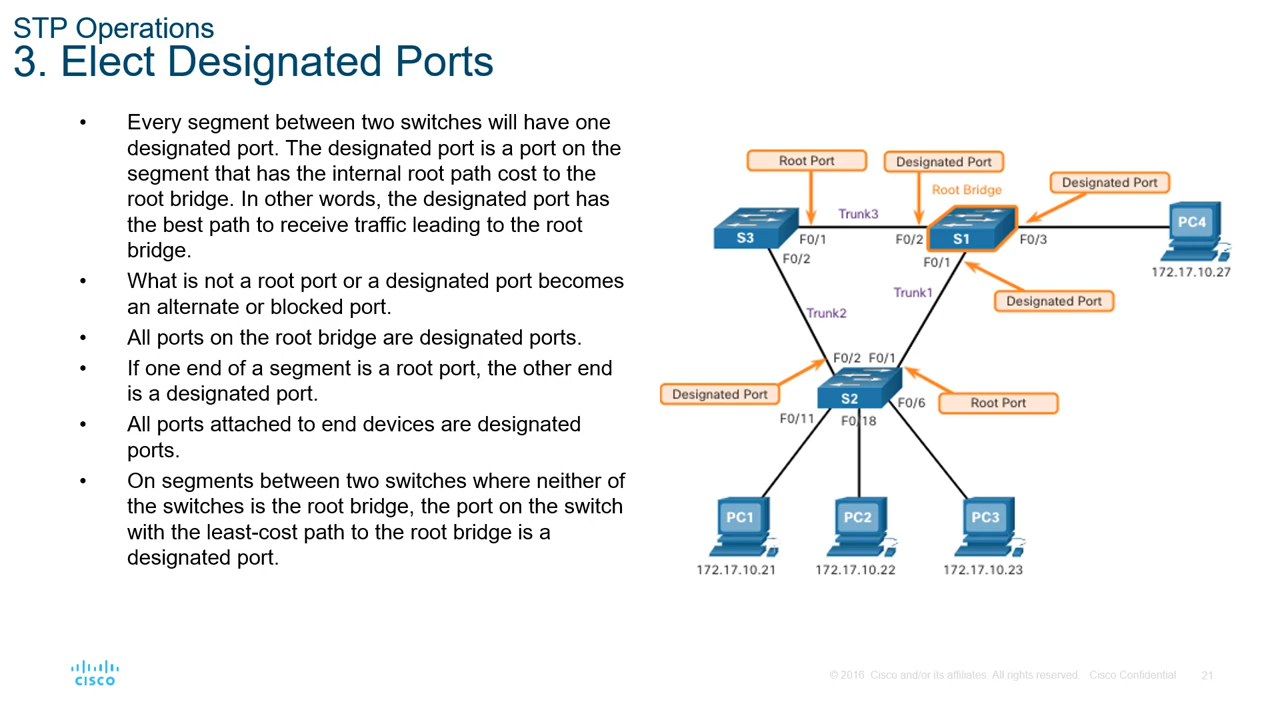 STP Operations
3. Elect Designated Ports
• Every segment between two switches will have one
designated port. The designated port is a port on the
segment that has the internal root path cost to the
root bridge. In other words, the designated port has
the best path to receive traffic leading to the root
bridge.
• What is not a root port or a designated port becomes
an alternate or blocked port.
• All ports on the root bridge are designated ports.
• If one end of a segment is a root port, the other end
is a designated port.
• All ports attached to end devices are designated
ports.
• On segments between two switches where neither of
the switches is the root bridge, the port on the switch
with the least-cost path to the root bridge is a
designated port.
Root Port
Designated Port
Designated Port
Root Bridge
Trunk3
S3
F0/1
F0/2
S1
F0/3
PC4
F0/2
F0/1
172.17.10.27
Trunk1
Designated Port
Trunk2
F0/2 F0/1
Designated Port
S2
F0/6
Root Port
F0/11
F0/18
PC1
PC2
PC3
172.17.10.21
172.17.10.22
172.17.10.23
CISCO
© 2016 Cisco and/or its affiliates. All rights reserved. Cisco Confidential
21